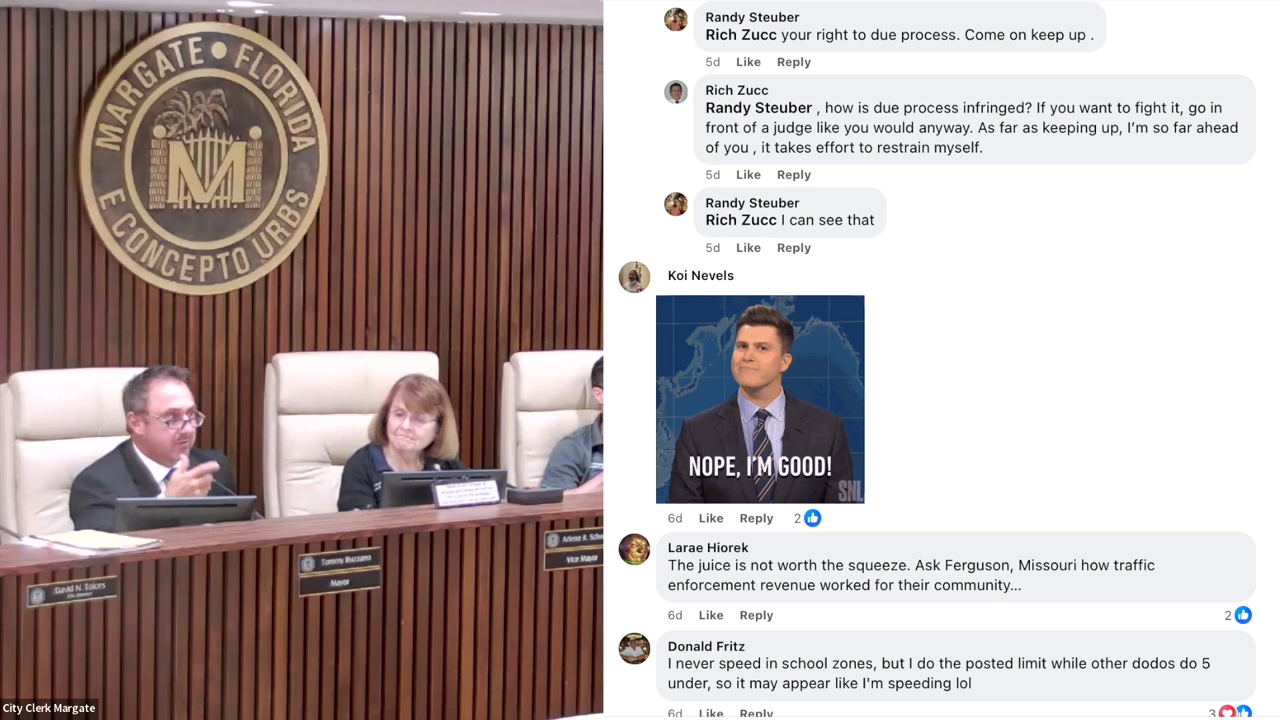 MARGATE • FLORIDA
M
E CONCEPTO URBS
David N. Tolces
Tommy Buzzano
Mayor
Arlene R. Schw
Vice Mayor
City Clerk Margate
Randy Steuber
Rich Zucc your right to due process. Come on keep up .
5d Like Reply
Rich Zucc
Randy Steuber , how is due process infringed? If you want to fight it, go in
front of a judge like you would anyway. As far as keeping up, I'm so far ahead
of you , it takes effort to restrain myself.
5d Like Reply
Randy Steuber
Rich Zucc I can see that
5d Like Reply
Koi Nevels
NOPE, I'M GOOD!
SNL
6d Like Reply 2
Larae Hiorek
The juice is not worth the squeeze. Ask Ferguson, Missouri how traffic
enforcement revenue worked for their community...
6d Like Reply 2
Donald Fritz
I never speed in school zones, but I do the posted limit while other dodos do 5
under, so it may appear like I'm speeding lol
6d Like Reply 3